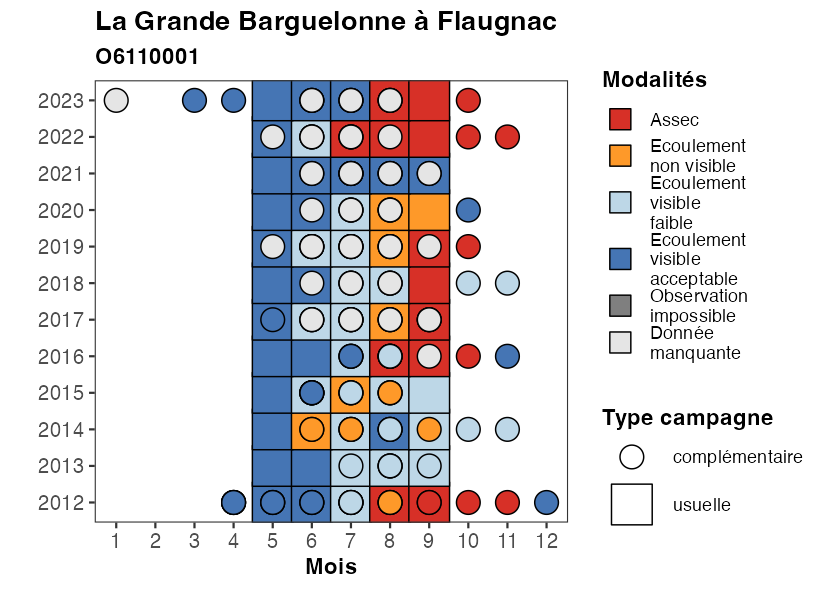 La Grande Barguelonne à Flaugnac
O6110001
2023
2022
2021
2020
2019
2018
2017
2016
2015
2014
2013
2012
1 2 3 4 5 6 7 8 9 10 11 12
Mois
Modalités
Assec
Ecoulement
non visible
Ecoulement
visible
faible
Ecoulement
visible
acceptable
Observation
impossible
Donnée
manquante
Type campagne
complémentaire
usuelle